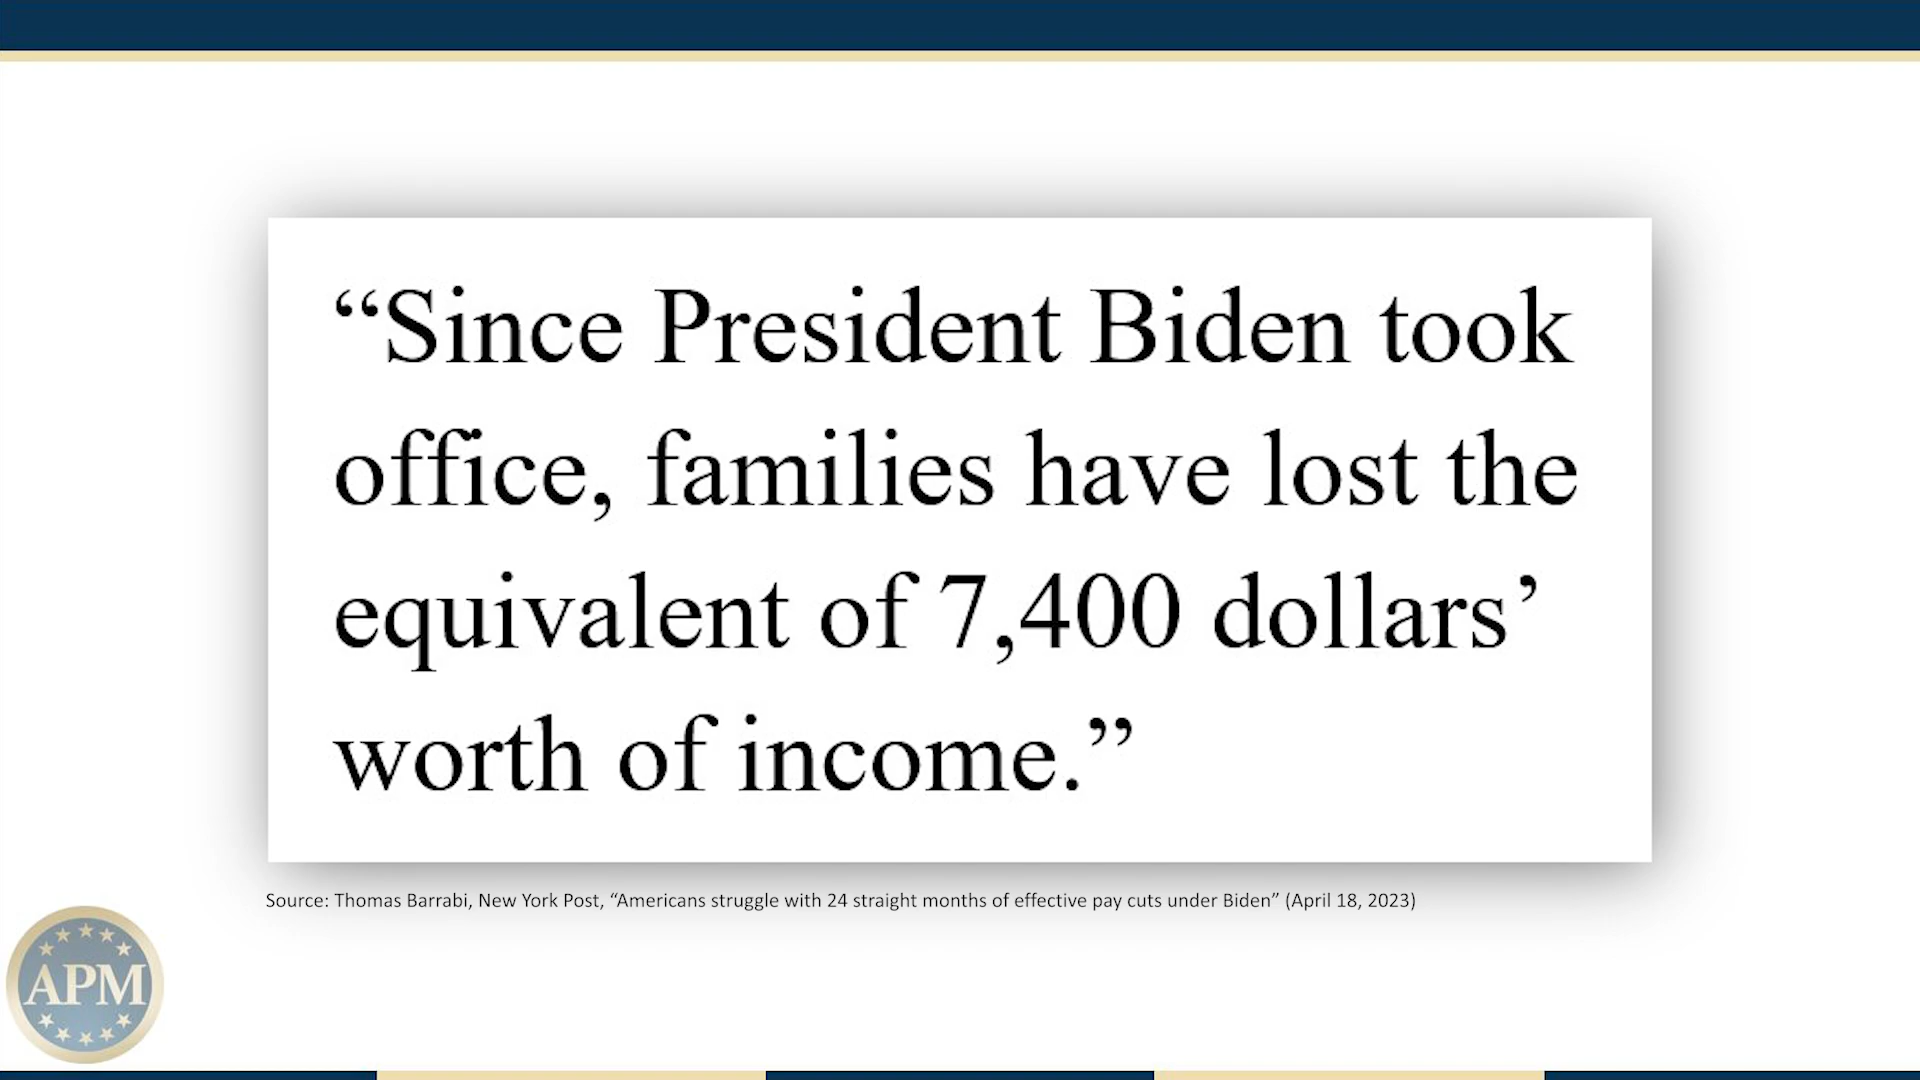 “Since President Biden took
office, families have lost the
equivalent of 7,400 dollars’
worth of income.”
Source: Thomas Barrabi, New York Post, “Americans struggle with 24 straight months of effective pay cuts under Biden” (April 18, 2023)
APM